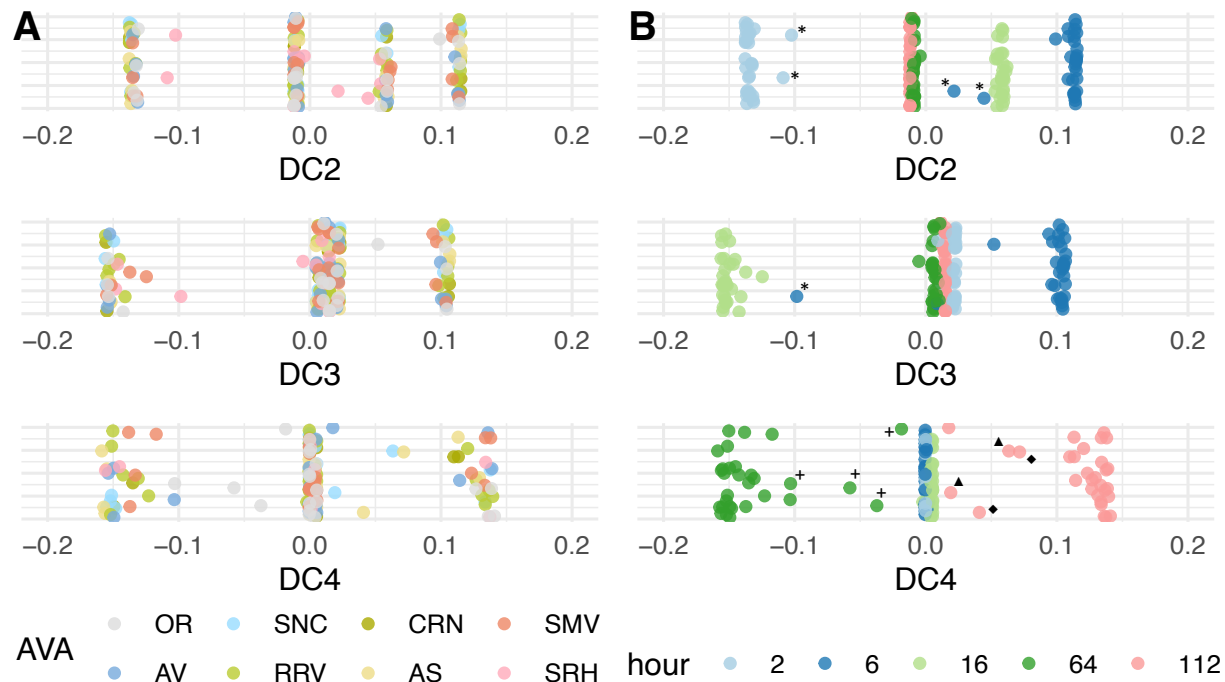 A
B
* * * *
−0.2 −0.1 0.0 0.1 0.2
−0.2 −0.1 0.0 0.1 0.2
DC2
DC2
*
−0.2 −0.1 0.0 0.1 0.2
−0.2 −0.1 0.0 0.1 0.2
DC3
DC3
+ + + +
−0.2 −0.1 0.0 0.1 0.2
−0.2 −0.1 0.0 0.1 0.2
DC4
DC4
AVA
OR SNC CRN SMV
AV RRV AS SRH
hour 2 6 16 64 112